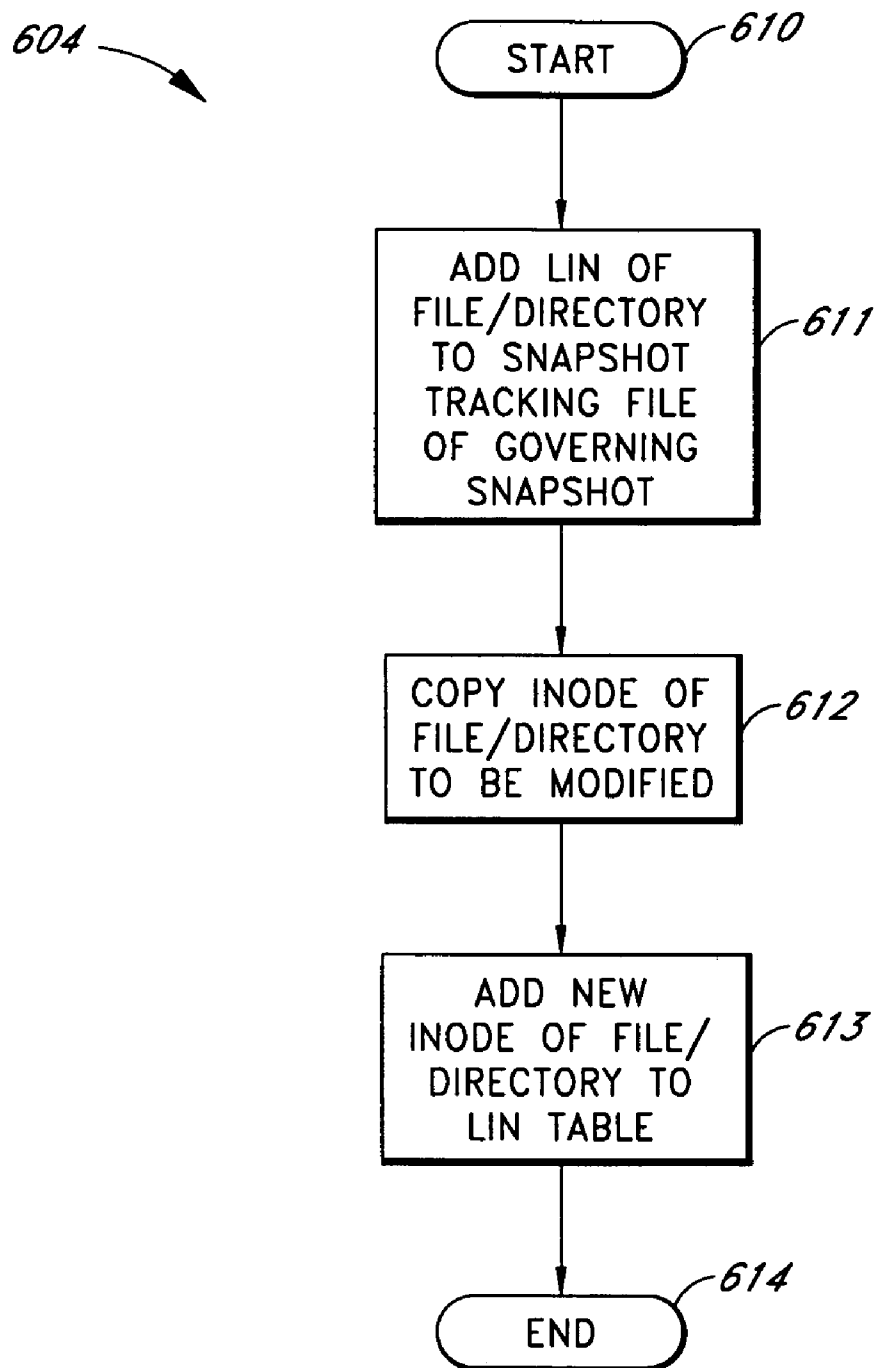 604
START
610
ADD LIN OF
FILE/DIRECTORY
TO SNAPSHOT
TRACKING FILE
OF GOVERNING
SNAPSHOT
611
COPY INODE OF
FILE/DIRECTORY
TO BE MODIFIED
612
ADD NEW
INODE OF FILE/
DIRECTORY TO
LIN TABLE
613
END
614